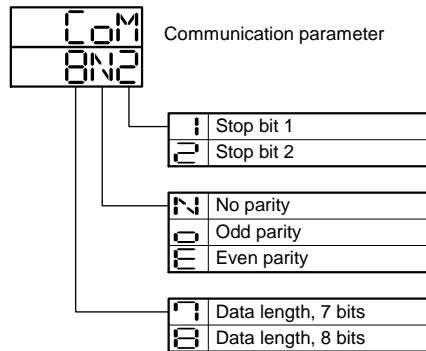 CoM Communication parameter
8N2
1 Stop bit 1
2 Stop bit 2
N No parity
o Odd parity
E Even parity
7 Data length, 7 bits
8 Data length, 8 bits